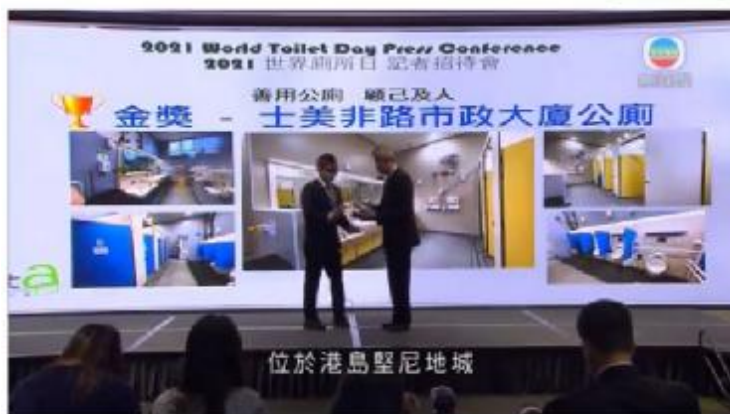 2021 World Toilet Day Press Conference
2021 世界廁所日 記者招待會
善用公廁 顧己及人
金獎 - 士美非路市政大廈公廁
位於港島堅尼地城